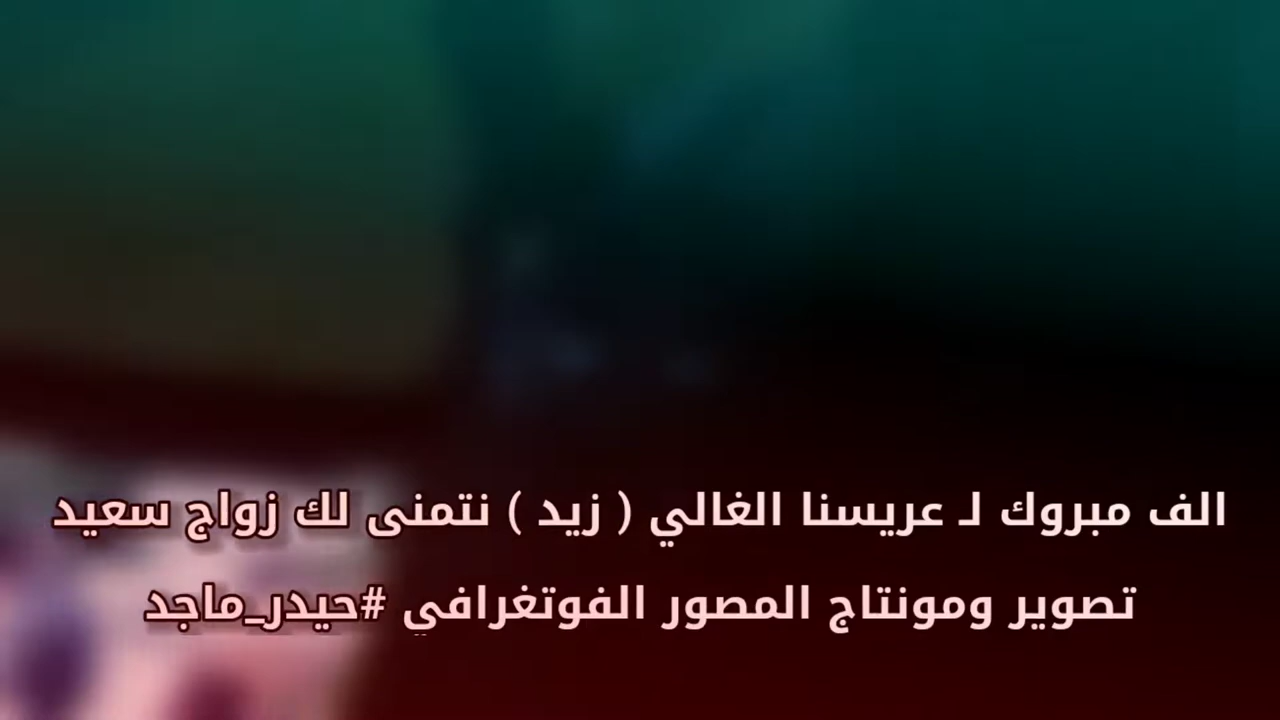 الف مبروك لـ عريسنا الغالي ( زيد ) نتمنى لك زواج سعيد
تصوير ومونتاج المصور الفوتغرافي #حيدر_ماجد